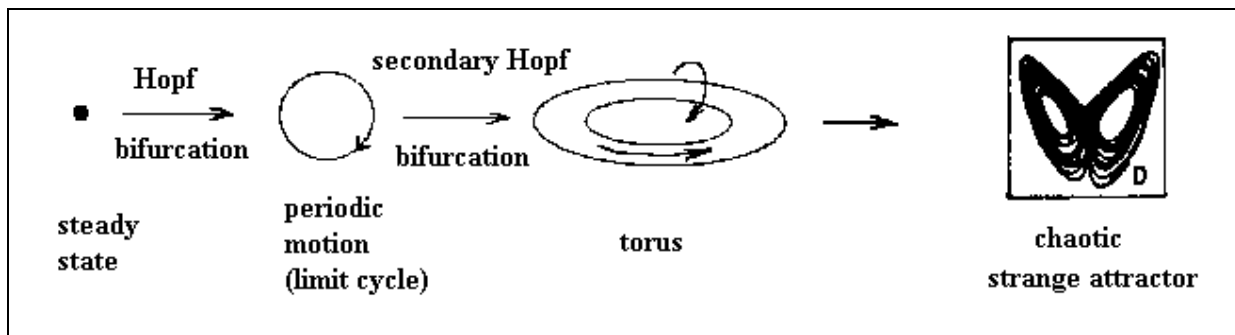 Hopf
bifurcation
secondary Hopf
bifurcation
D
steady
state
periodic
motion
(limit cycle)
torus
chaotic
strange attractor